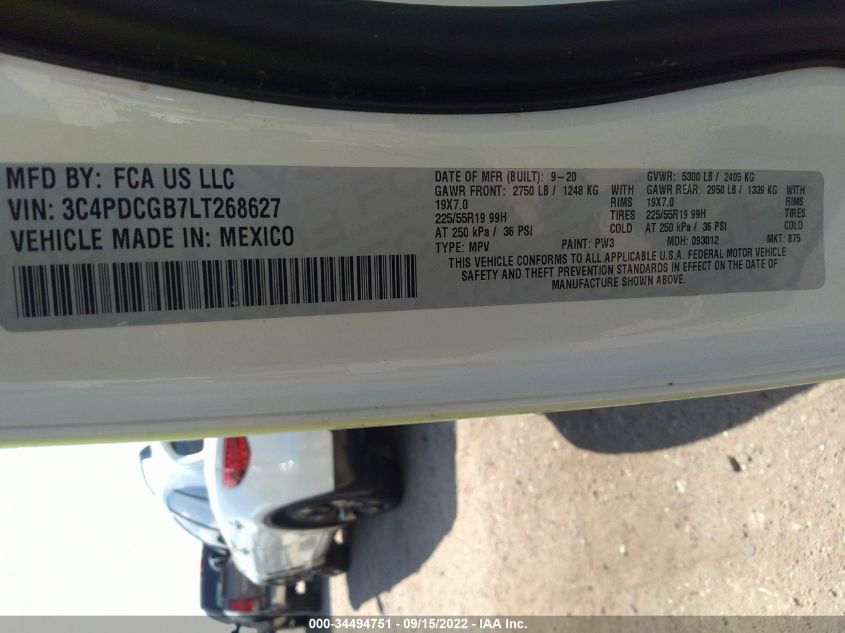 MFD BY: FCA US LLC
VIN: 3C4PDCGB7LT268627
VEHICLE MADE IN: MEXICO
DATE OF MFR (BUILT): 9-20 GVWR: 5300 LB / 2405 KG
GAWR FRONT: 2750 LB / 1248 KG WITH GAWR REAR: 2950 LB / 1339 KG WITH
19X7.0 RIMS 19X7.0 RIMS
225/55R19 99H 225/55R19 99H
AT 250 kPa / 36 PSI COLD AT 250 kPa / 36 PSI COLD
TYPE: MPV PAINT: PW3 MDH: 093012 MKT: 875
THIS VEHICLE CONFORMS TO ALL APPLICABLE U.S.A. FEDERAL MOTOR VEHICLE
SAFETY AND THEFT PREVENTION STANDARDS IN EFFECT ON THE DATE OF
MANUFACTURE SHOWN ABOVE.
000-34494751 - 09/15/2022 - IAA Inc.